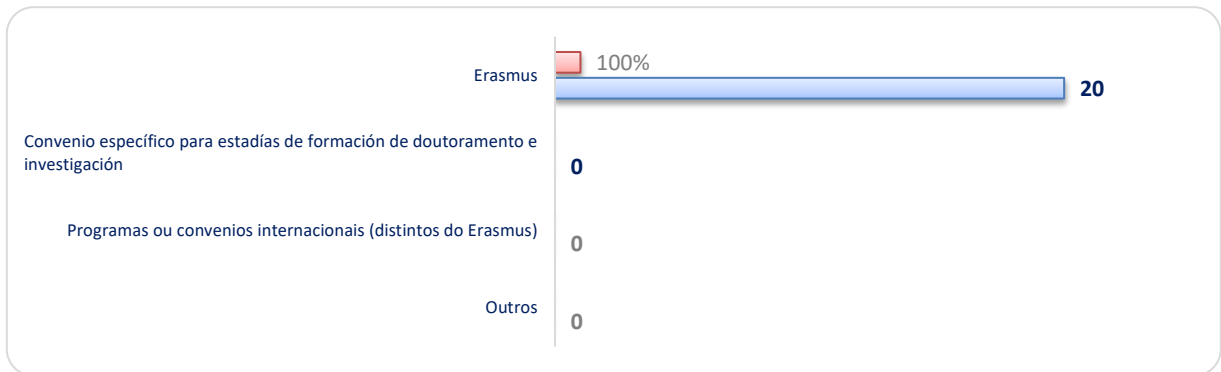 Erasmus
100%
20
Convenio específico para estadías de formación de doutoramento e
investigación
0
Programas ou convenios internacionais (distintos do Erasmus)
0
Outros
0